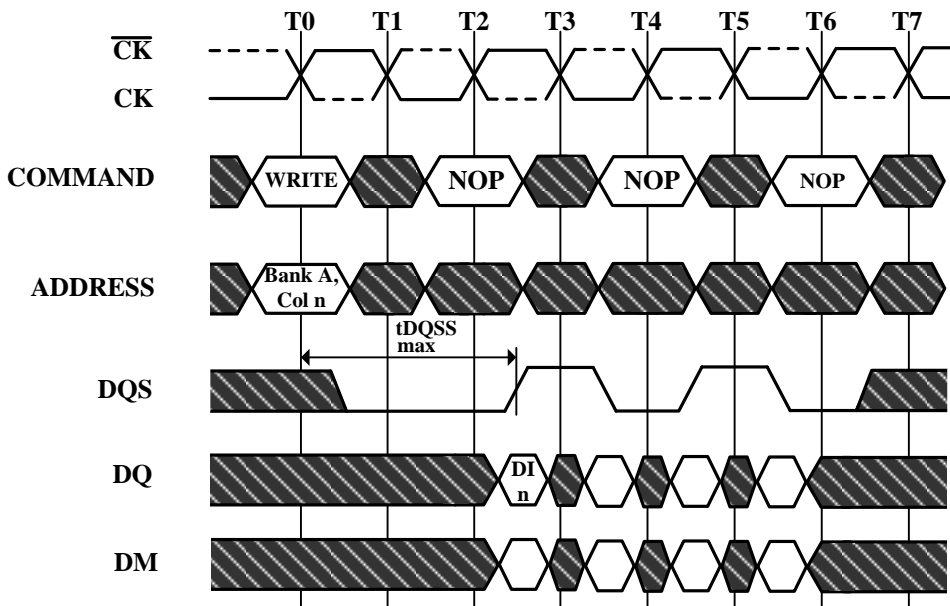 T0 T1 T2 T3 T4 T5 T6 T7
CK
CK
COMMAND
WRITE NOP NOP NOP
ADDRESS
Bank A,
Col n
tDQSS
max
DQS
DQ
DI
n
DM